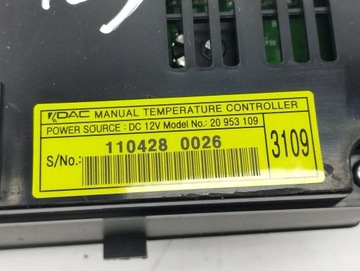 DAC MANUAL TEMPERATURE CONTROLLER
POWER SOURCE : DC 12V Model No.: 20 953 109
S/No.: 110428 0026
3109